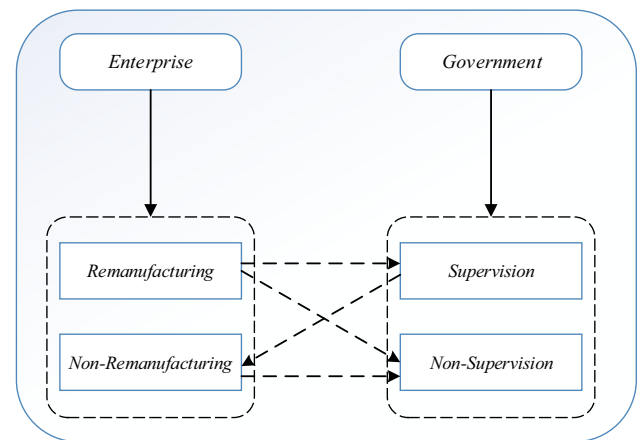 Enterprise
Government
Remanufacturing
Supervision
Non-Remanufacturing
Non-Supervision